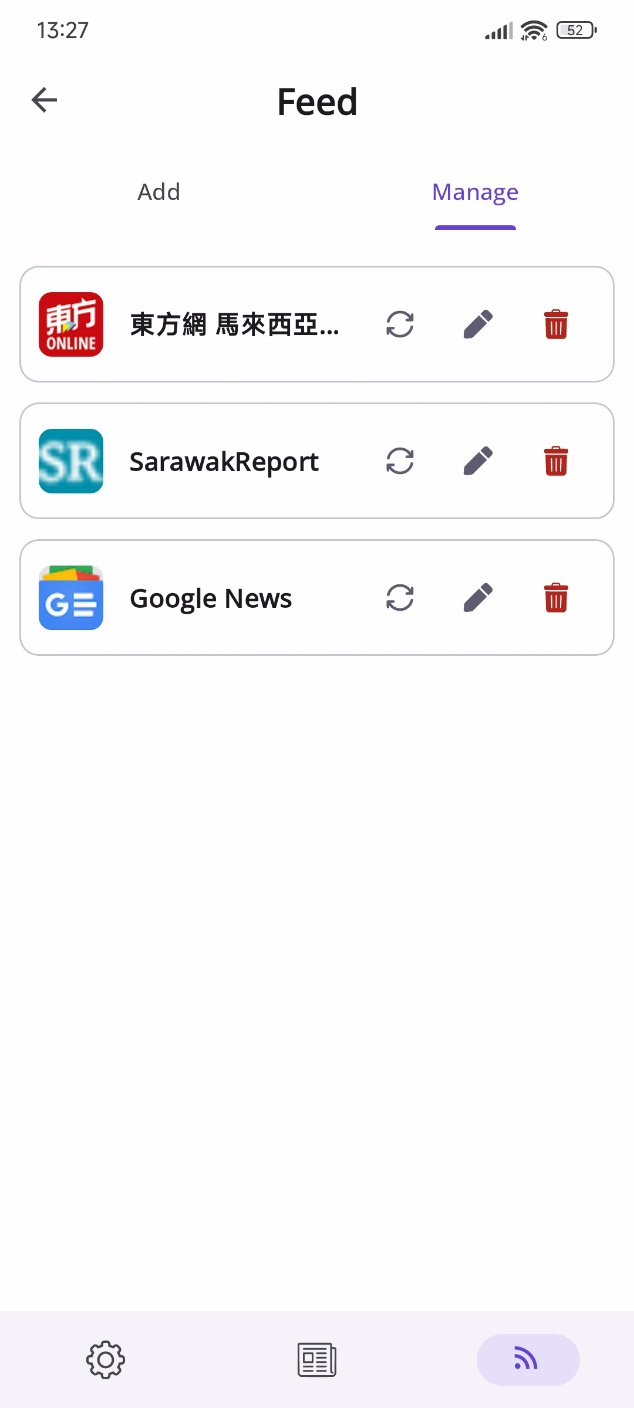 13:27
52
6
Feed
Add
Manage
東方 ONLINE
東方網 馬來西亞...
SR
SarawakReport
G
Google News